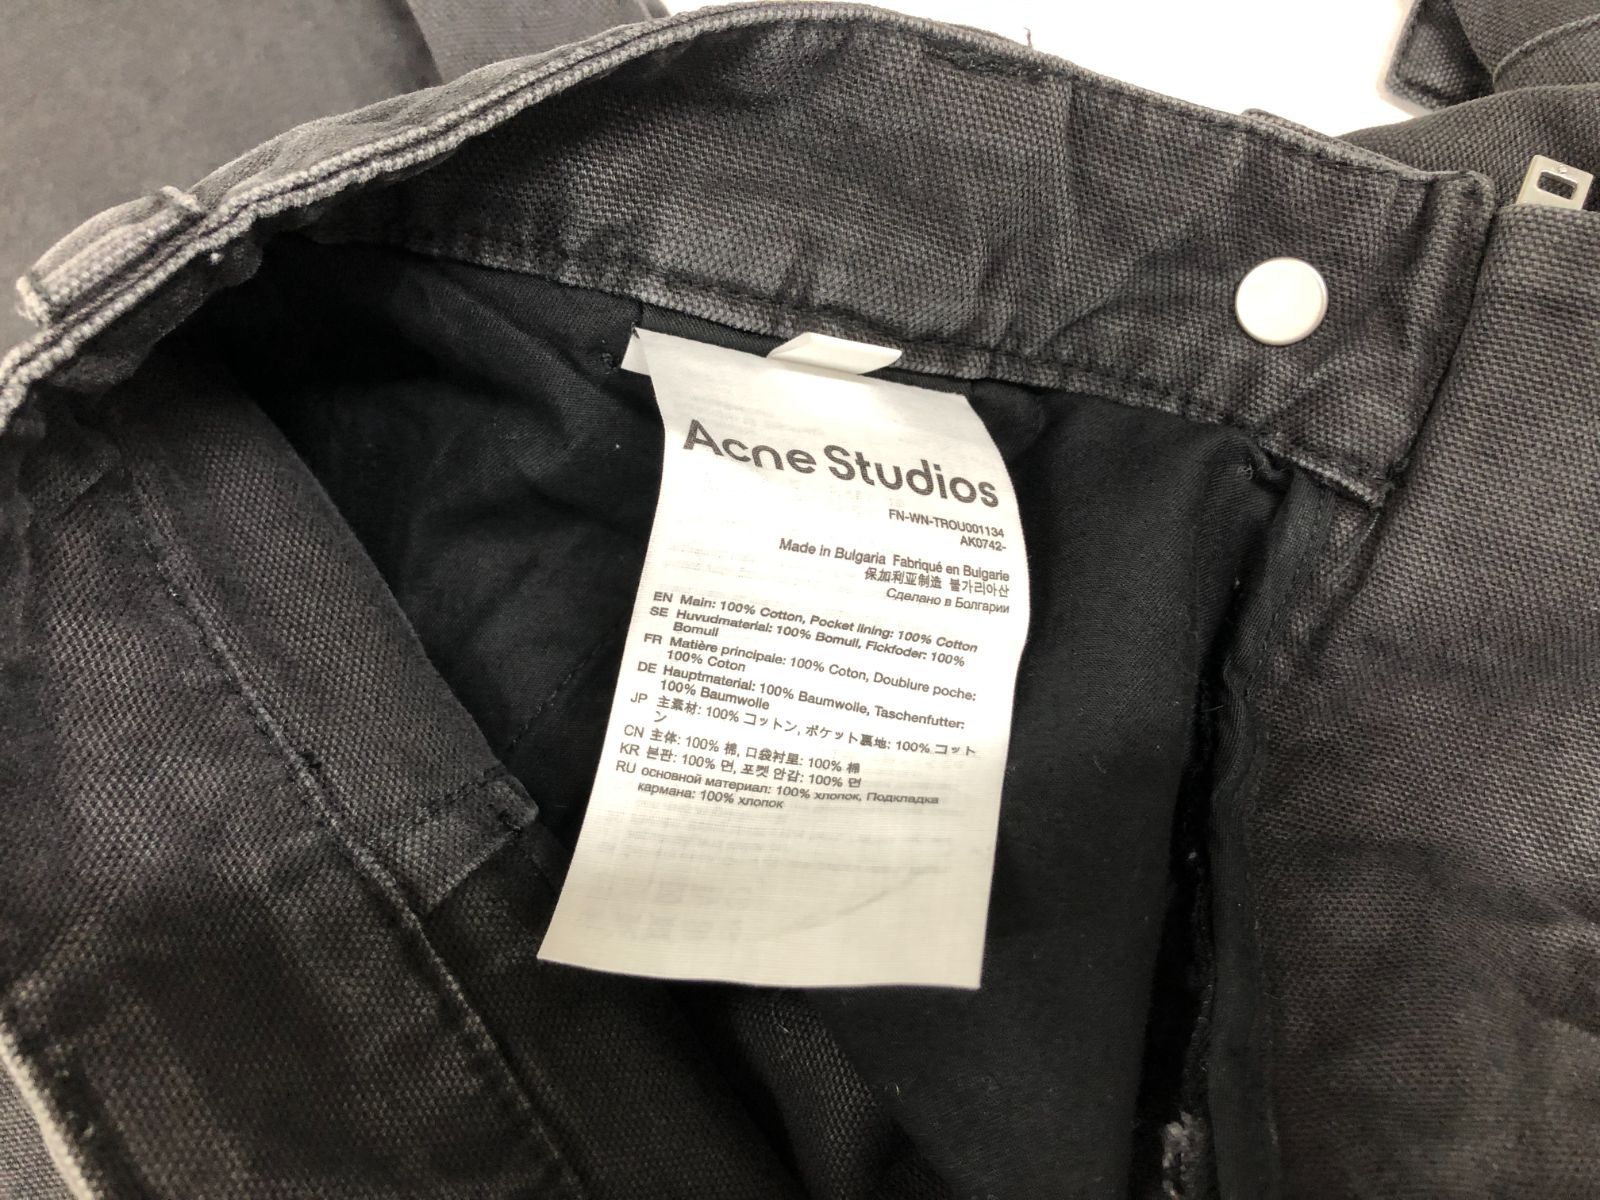 Acne Studios
FN-WN-TROU001134
AK0742-
Made in Bulgaria Fabriqué en Bulgarie
保加利亚制造 불가리아산
Сделано в Болгарии
EN Main: 100% Cotton, Pocket lining: 100% Cotton
SE Huvudmaterial: 100% Bomull, Fickfoder: 100%
Bomull
FR Matière principale: 100% Coton, Doublure poche:
100% Coton
DE Hauptmaterial: 100% Baumwolle, Taschenfutter:
100% Baumwolle
JP 主素材: 100% コットン, ポケット裏地: 100% コット
ン
CN 主体: 100% 棉, 口袋衬里: 100% 棉
KR 본판: 100% 면, 포켓 안감: 100% 면
RU основной материал: 100% хлопок, Подкладка
кармана: 100% хлопок